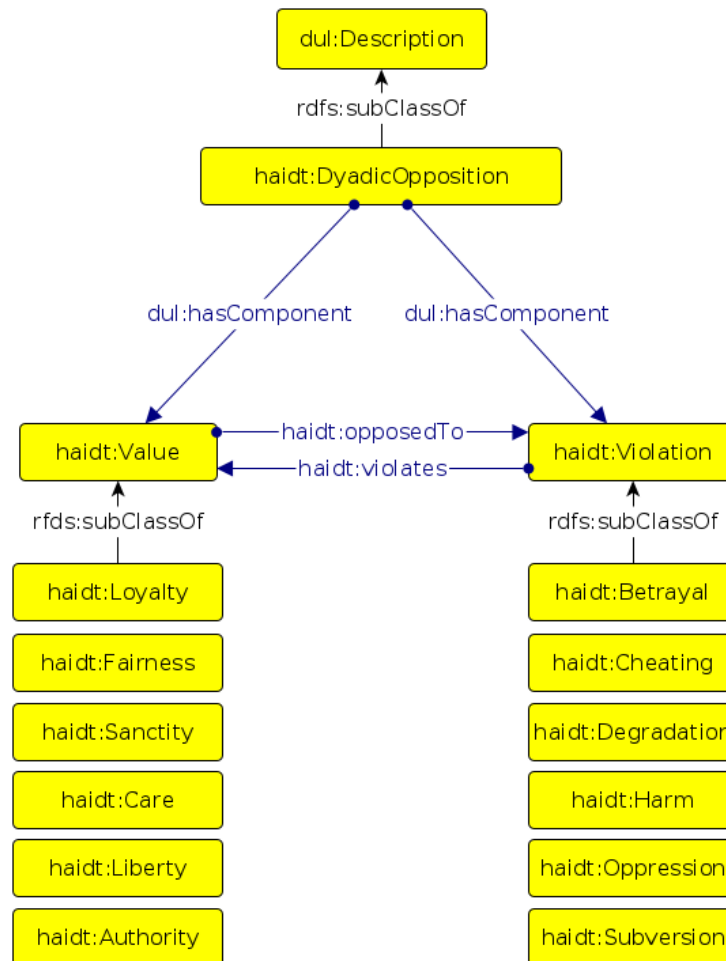 dul:Description
rdfs:subClassOf
haidt:DyadicOpposition
dul:hasComponent dul:hasComponent
haidt:Value haidt:opposedTo haidt:Violation
haidt:violates
rfds:subClassOf rdfs:subClassOf
haidt:Loyalty haidt:Betrayal
haidt:Fairness haidt:Cheating
haidt:Sanctity haidt:Degradation
haidt:Care haidt:Harm
haidt:Liberty haidt:Oppression
haidt:Authority haidt:Subversion